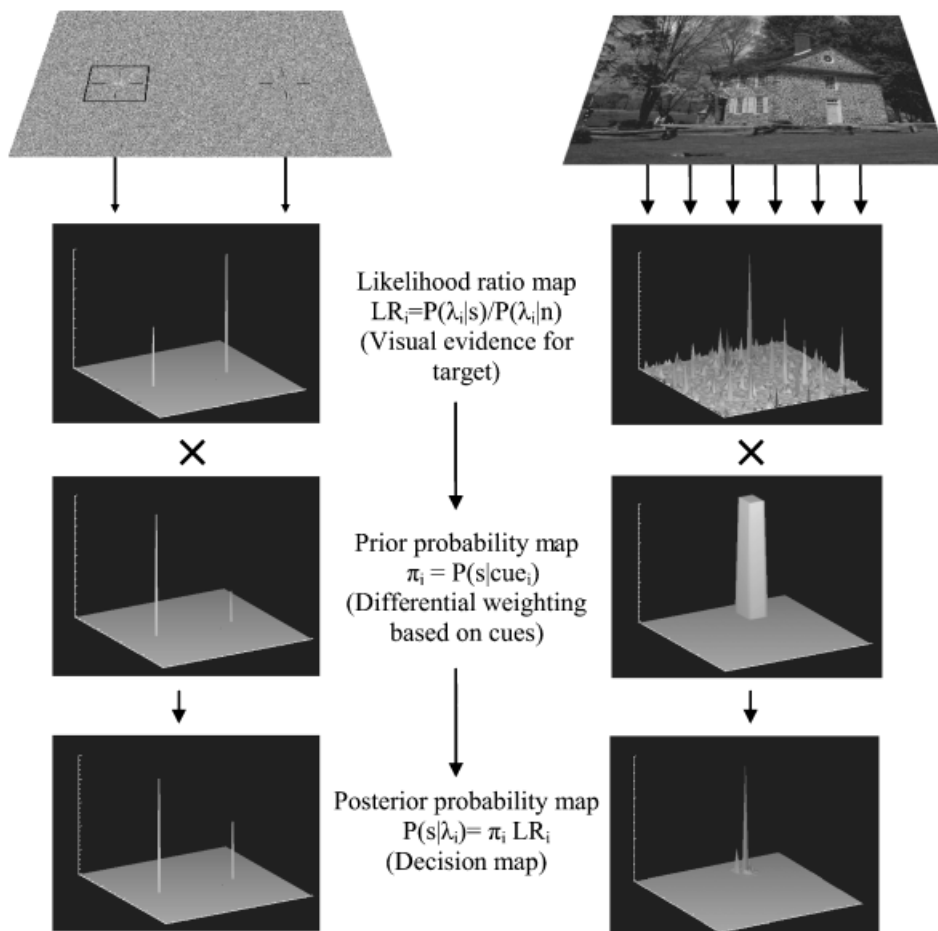 Likelihood ratio map
LRᵢ=P(λᵢ|s)/P(λᵢ|n)
(Visual evidence for
target)
×
×
Prior probability map
πᵢ = P(s|cueᵢ)
(Differential weighting
based on cues)
Posterior probability map
P(s|λᵢ)= πᵢ LRᵢ
(Decision map)